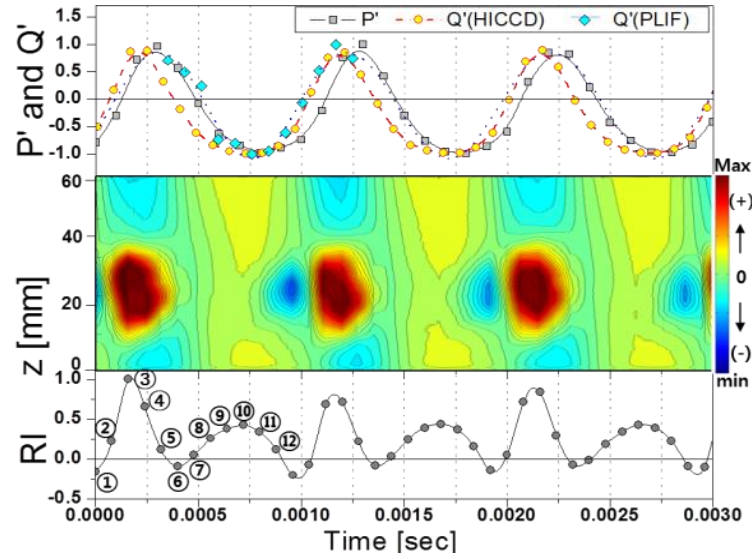 P' Q'(HICCD) Q'(PLIF)
P' and Q'
1.5
1.0
0.5
0.0
-0.5
-1.0
z [mm]
60
40
20
0
Max
(+)
0
(-)
min
RI
1.0
0.5
0.0
-0.5
① ② ③ ④ ⑤ ⑥ ⑦ ⑧ ⑨ ⑩ ⑪ ⑫
0.0000 0.0005 0.0010 0.0015 0.0020 0.0025 0.0030
Time [sec]